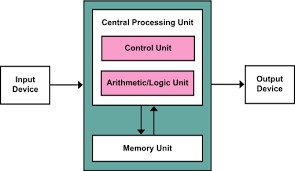 Central Processing Unit
Control Unit
Arithmetic/Logic Unit
Input
Device
Output
Device
Memory Unit